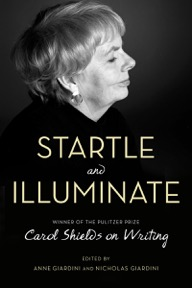 STARTLE
and
ILLUMINATE
WINNER OF THE PULITZER PRIZE
Carol Shields on Writing
EDITED BY
ANNE GIARDINI AND NICHOLAS GIARDINI